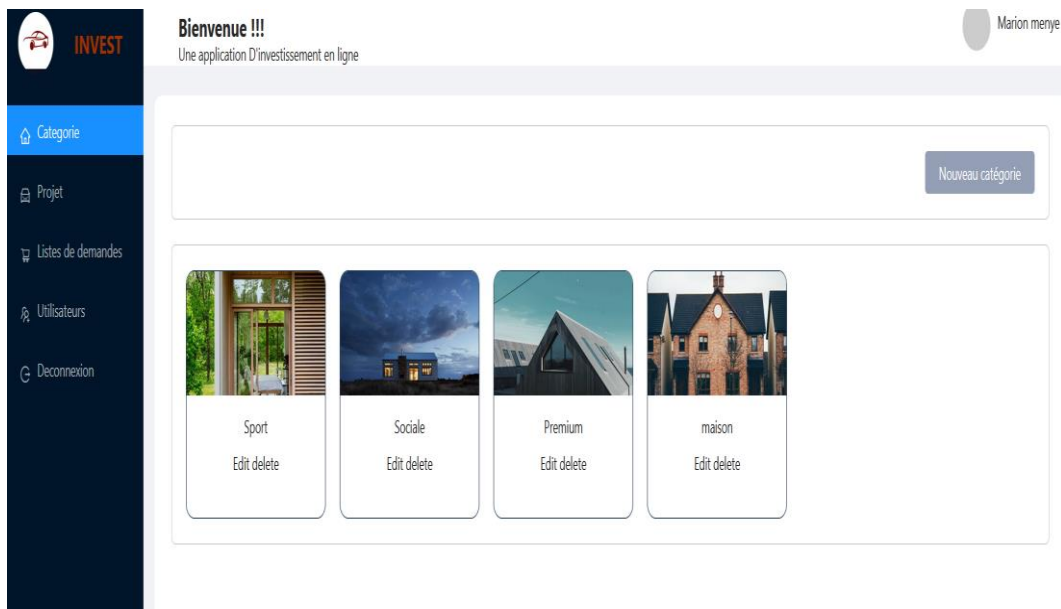 INVEST
Bienvenue !!!
Une application D'investissement en ligne
Marion menye
Categorie
Projet
Listes de demandes
Utilisateurs
Deconnexion
Nouveau catégorie
Sport
Edit delete
Sociale
Edit delete
Premium
Edit delete
maison
Edit delete